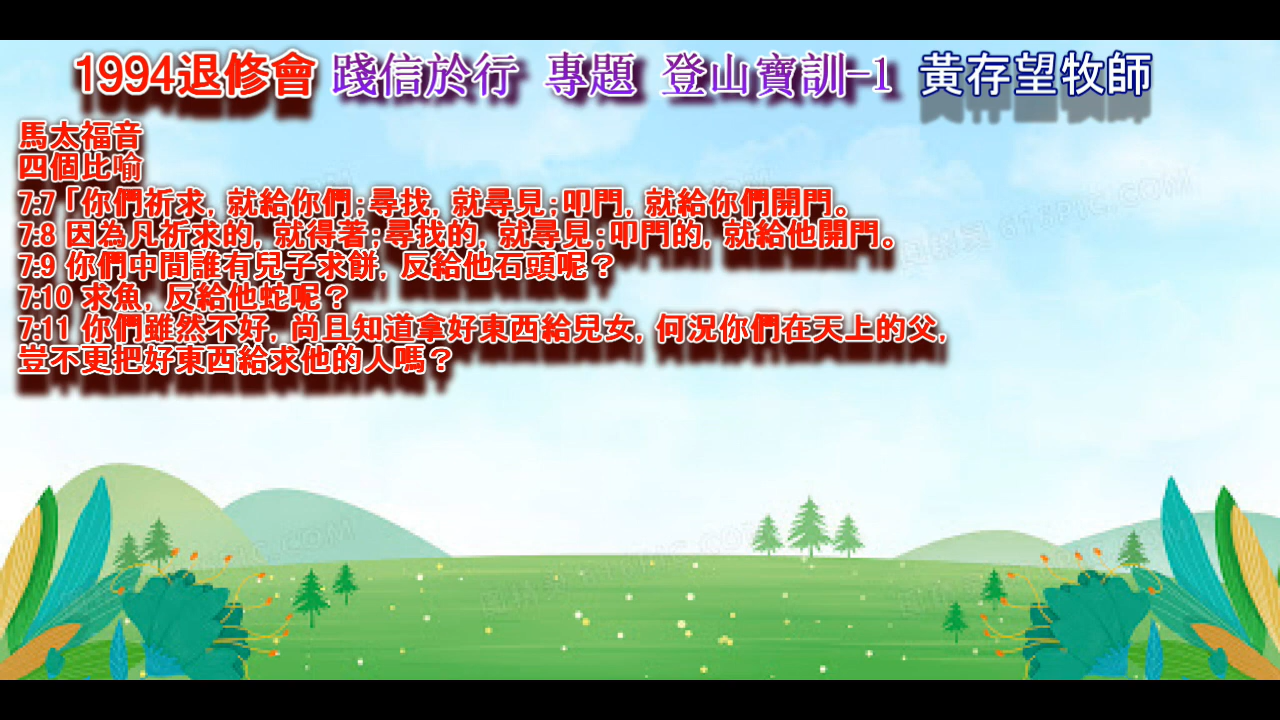 1994退修會 踐信於行 專題 登山寶訓-1 黃存望牧師
馬太福音
四個比喻
7:7「你們祈求, 就給你們;尋找, 就尋見;叩門, 就給你們開門。
7:8 因為凡祈求的, 就得著;尋找的, 就尋見;叩門的, 就給他開門。
7:9 你們中間誰有兒子求餅, 反給他石頭呢？
7:10 求魚, 反給他蛇呢？
7:11 你們雖然不好, 尚且知道拿好東西給兒女, 何況你們在天上的父,
豈不更把好東西給求他的人嗎？